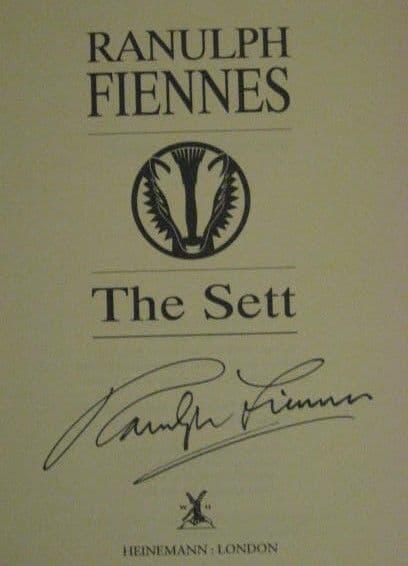 RANULPH
FIENNES
The Sett
Ranulph Fiennes
W H
HEINEMANN : LONDON